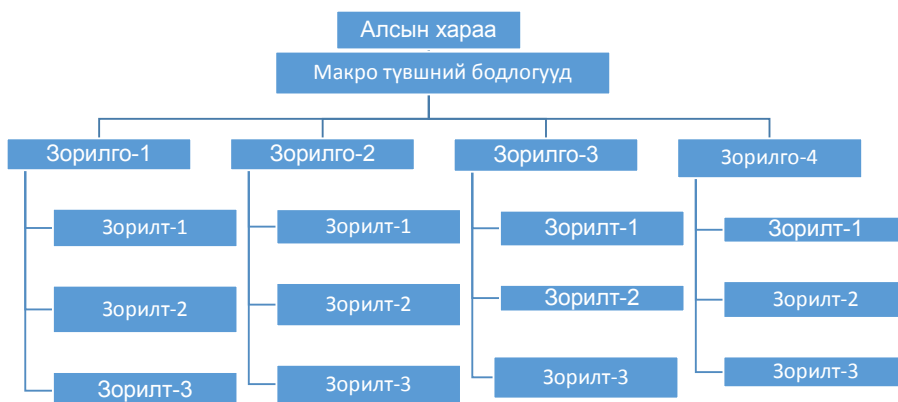 Алсын хараа
Макро түвшний бодлогууд
Зорилго-1
Зорилт-1
Зорилт-2
Зорилт-3
Зорилго-2
Зорилт-1
Зорилт-2
Зорилт-3
Зорилго-3
Зорилт-1
Зорилт-2
Зорилт-3
Зорилго-4
Зорилт-1
Зорилт-2
Зорилт-3